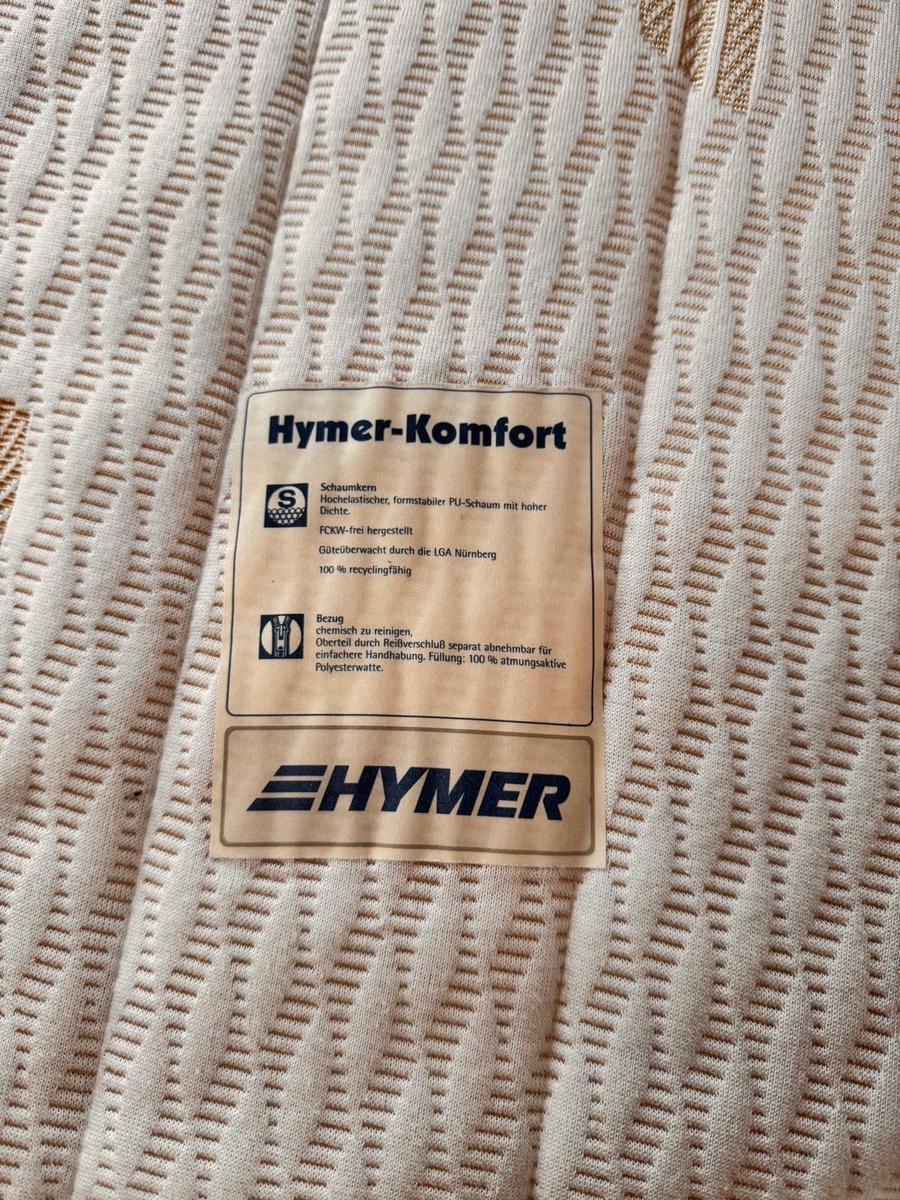 Hymer-Komfort
S
Schaumkern
Hochelastischer, formstabiler PU-Schaum mit hoher
Dichte.
FCKW-frei hergestellt
Güteüberwacht durch die LGA Nürnberg
100 % recyclingfähig
Bezug
chemisch zu reinigen,
Oberteil durch Reißverschluß separat abnehmbar für
einfachere Handhabung. Füllung: 100 % atmungsaktive
Polyesterwatte.
HYMER